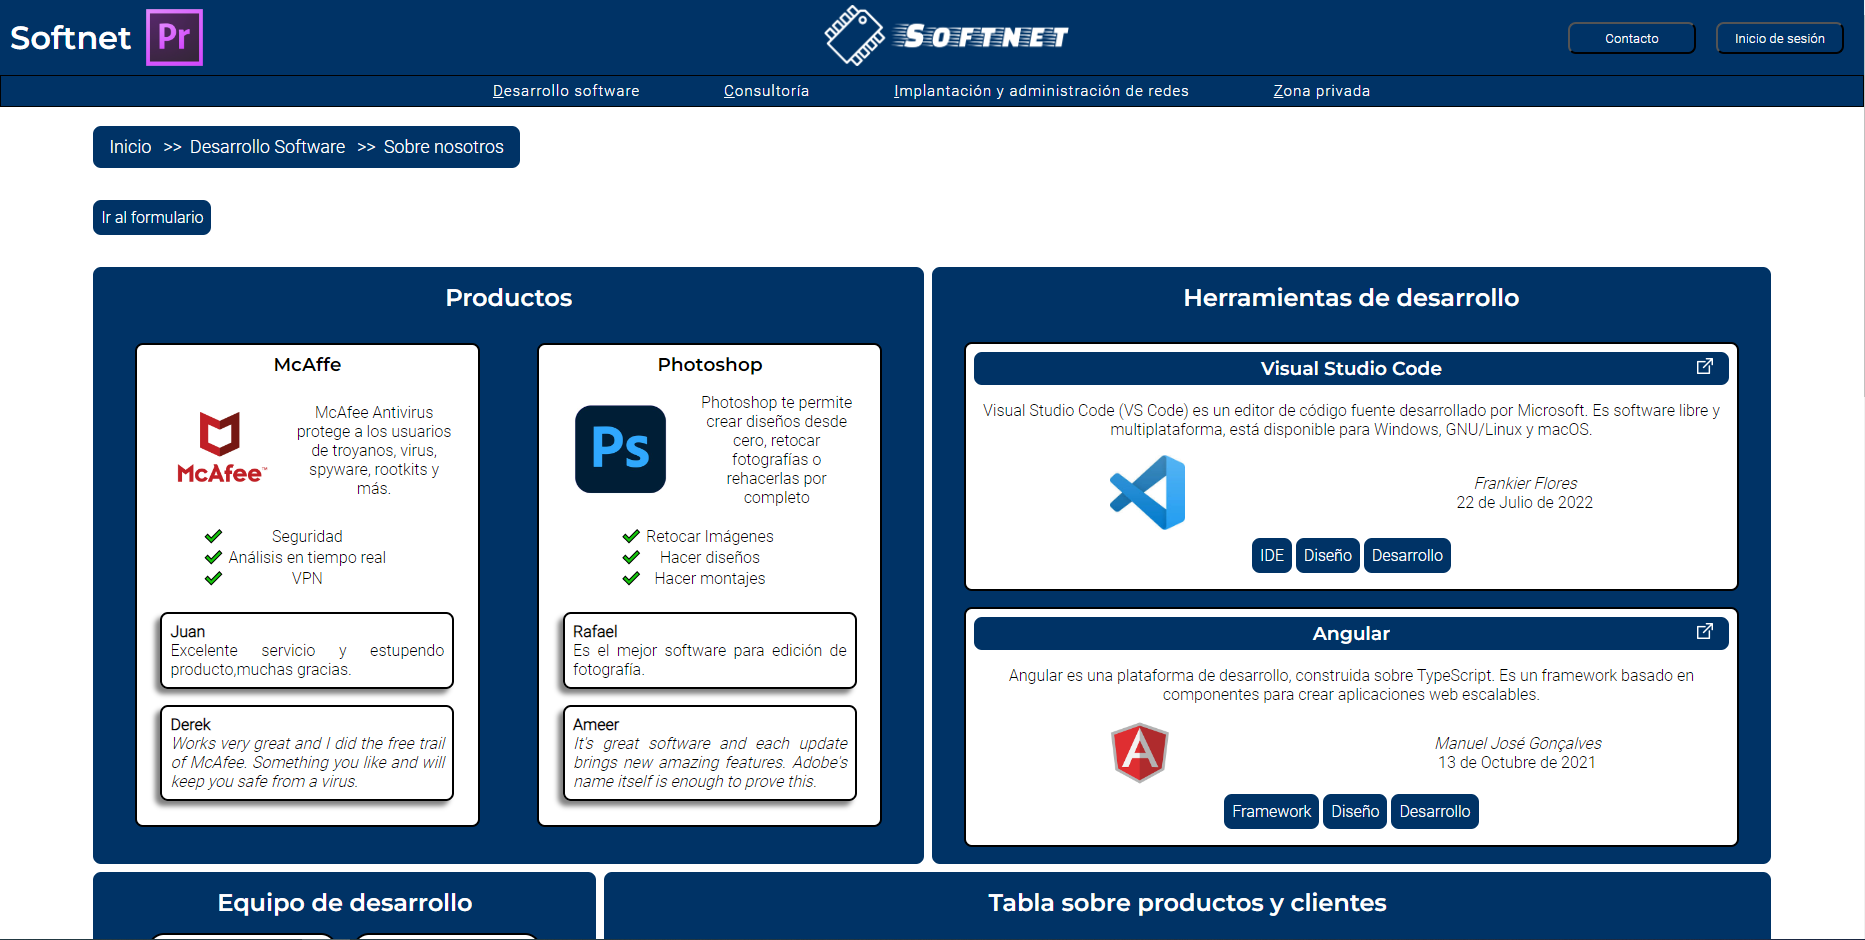 Softnet
Pr
SOFTNET
Contacto
Inicio de sesión
Desarrollo software
Consultoría
Implantación y administración de redes
Zona privada
Inicio >> Desarrollo Software >> Sobre nosotros
Ir al formulario
Productos
McAffe
McAfee Antivirus
protege a los usuarios
de troyanos, virus,
spyware, rootkits y
más.
McAfee™
Seguridad
Análisis en tiempo real
VPN
Juan
Excelente servicio y estupendo
producto,muchas gracias.
Derek
Works very great and I did the free trail
of McAfee. Something you like and will
keep you safe from a virus.
Photoshop
Ps
Photoshop te permite
crear diseños desde
cero, retocar
fotografías o
rehacerlas por
completo
Retocar Imágenes
Hacer diseños
Hacer montajes
Rafael
Es el mejor software para edición de
fotografía.
Ameer
It's great software and each update
brings new amazing features. Adobe's
name itself is enough to prove this.
Herramientas de desarrollo
Visual Studio Code
Visual Studio Code (VS Code) es un editor de código fuente desarrollado por Microsoft. Es software libre y
multiplataforma, está disponible para Windows, GNU/Linux y macOS.
Frankier Flores
22 de Julio de 2022
IDE
Diseño
Desarrollo
Angular
Angular es una plataforma de desarrollo, construida sobre TypeScript. Es un framework basado en
componentes para crear aplicaciones web escalables.
A
Manuel José Gonçalves
13 de Octubre de 2021
Framework
Diseño
Desarrollo
Equipo de desarrollo
Tabla sobre productos y clientes